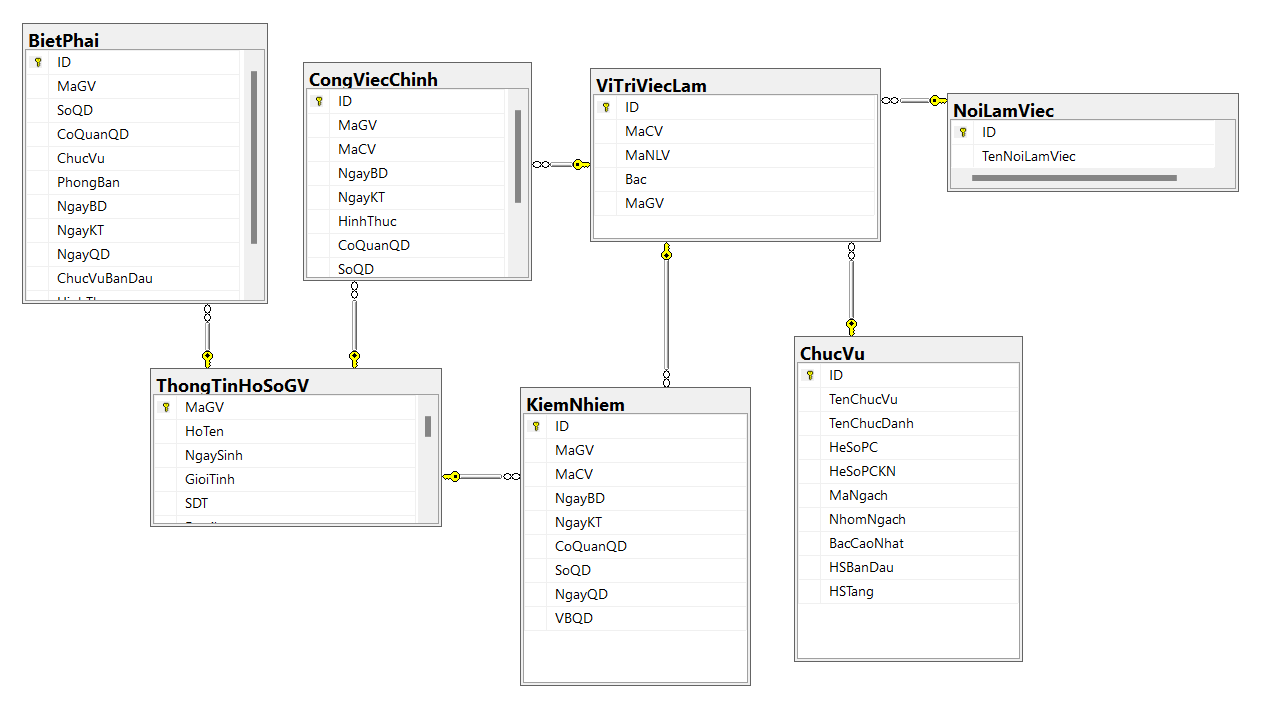 BietPhai
ID
MaGV
SoQD
CoQuanQD
ChucVu
PhongBan
NgayBD
NgayKT
NgayQD
ChucVuBanDau
CongViecChinh
ID
MaGV
MaCV
NgayBD
NgayKT
HinhThuc
CoQuanQD
SoQD
ViTriViecLam
ID
MaCV
MaNLV
Bac
MaGV
NoiLamViec
ID
TenNoiLamViec
ThongTinHoSoGV
MaGV
HoTen
NgaySinh
GioiTinh
SDT
KiemNhiem
ID
MaGV
MaCV
NgayBD
NgayKT
CoQuanQD
SoQD
NgayQD
VBQD
ChucVu
ID
TenChucVu
TenChucDanh
HeSoPC
HeSoPCKN
MaNgach
NhomNgach
BacCaoNhat
HSBanDau
HSTang